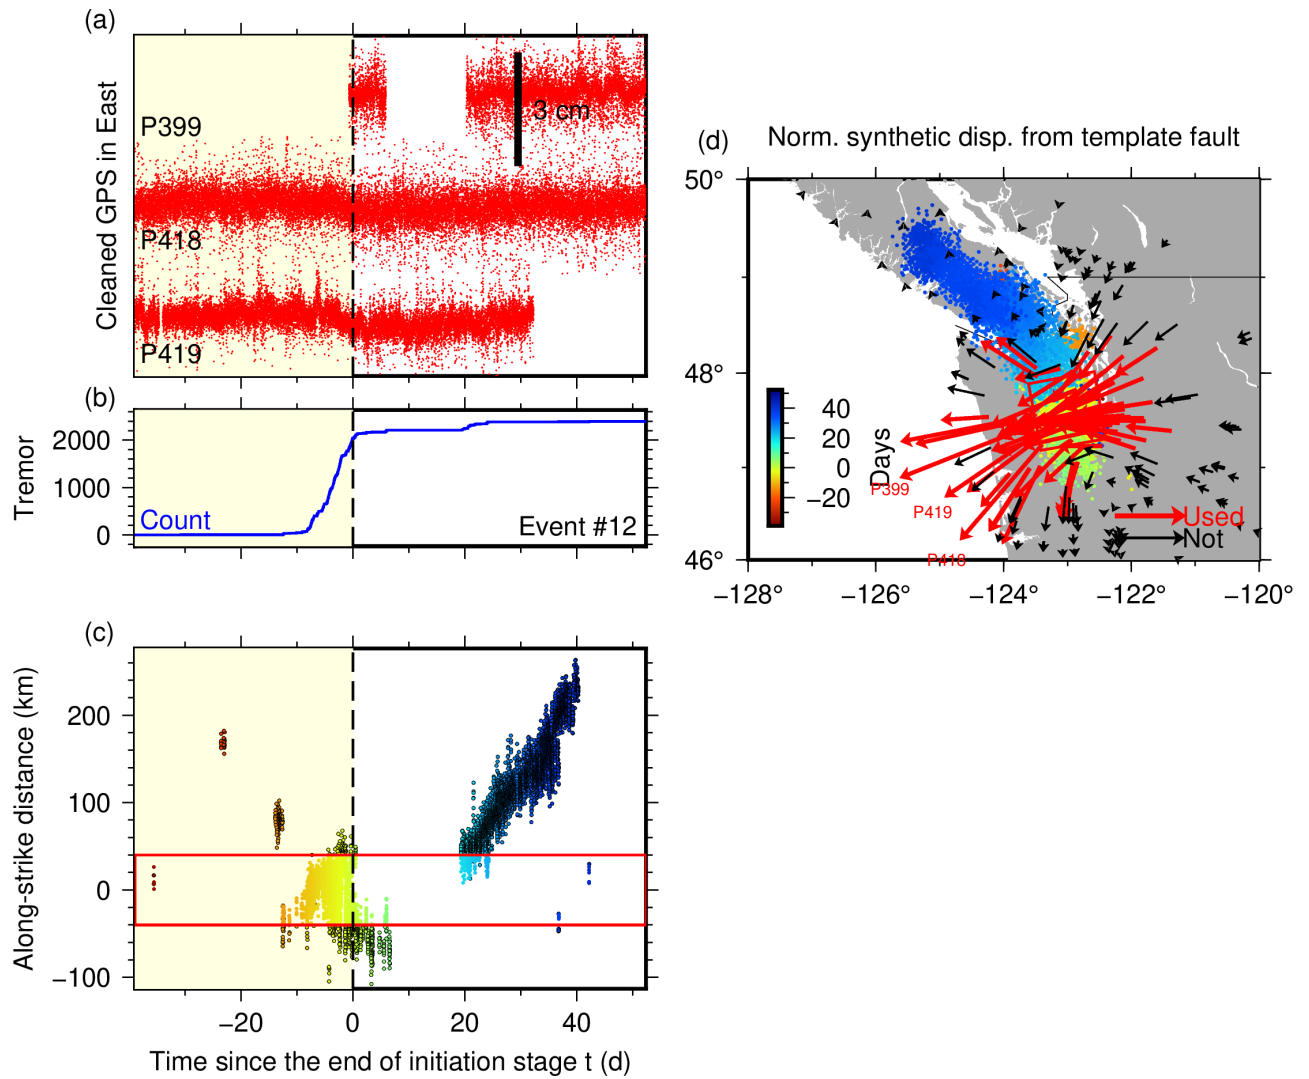 (a)
Cleaned GPS in East
P399
3 cm
P418
P419
(b)
Tremor
2000
1000
0
Count
Event #12
(c)
Along-strike distance (km)
200
100
0
−100
−20
0
20
40
Time since the end of initiation stage t (d)
(d)
Norm. synthetic disp. from template fault
50°
48°
46°
40
20
0
−20
Days
P399
P419
P418
Used
Not
−128°
−126°
−124°
−122°
−120°